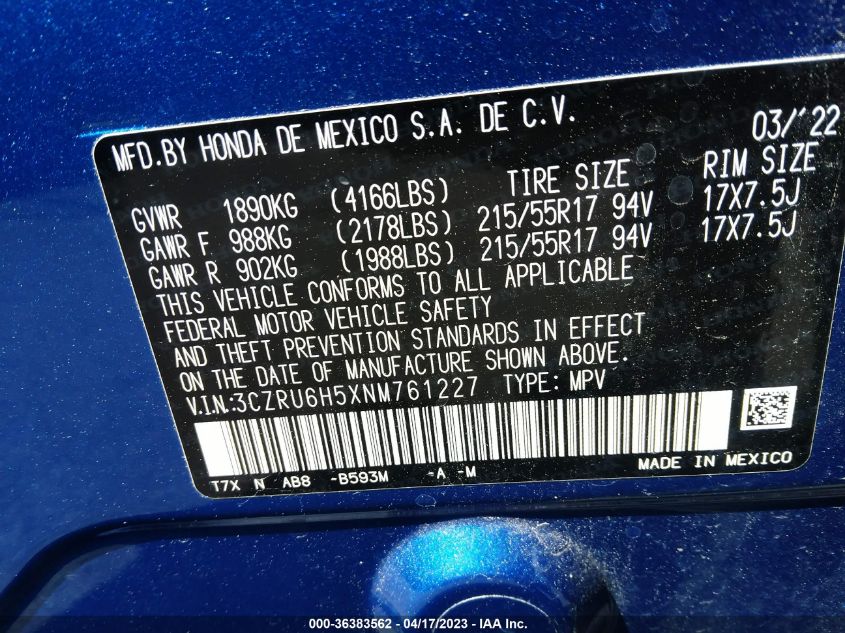 MFD.BY HONDA DE MEXICO S.A. DE C.V. 03/'22
TIRE SIZE RIM SIZE
GVWR 1890KG (4166LBS)
GAWR F 988KG (2178LBS) 215/55R17 94V 17X7.5J
GAWR R 902KG (1988LBS) 215/55R17 94V 17X7.5J
THIS VEHICLE CONFORMS TO ALL APPLICABLE
FEDERAL MOTOR VEHICLE SAFETY
AND THEFT PREVENTION STANDARDS IN EFFECT
ON THE DATE OF MANUFACTURE SHOWN ABOVE.
V.I.N.:3CZRU6H5XNM761227 TYPE: MPV
T7X N AB8 -B593M -A -M MADE IN MEXICO
000-36383562 - 04/17/2023 - IAA Inc.